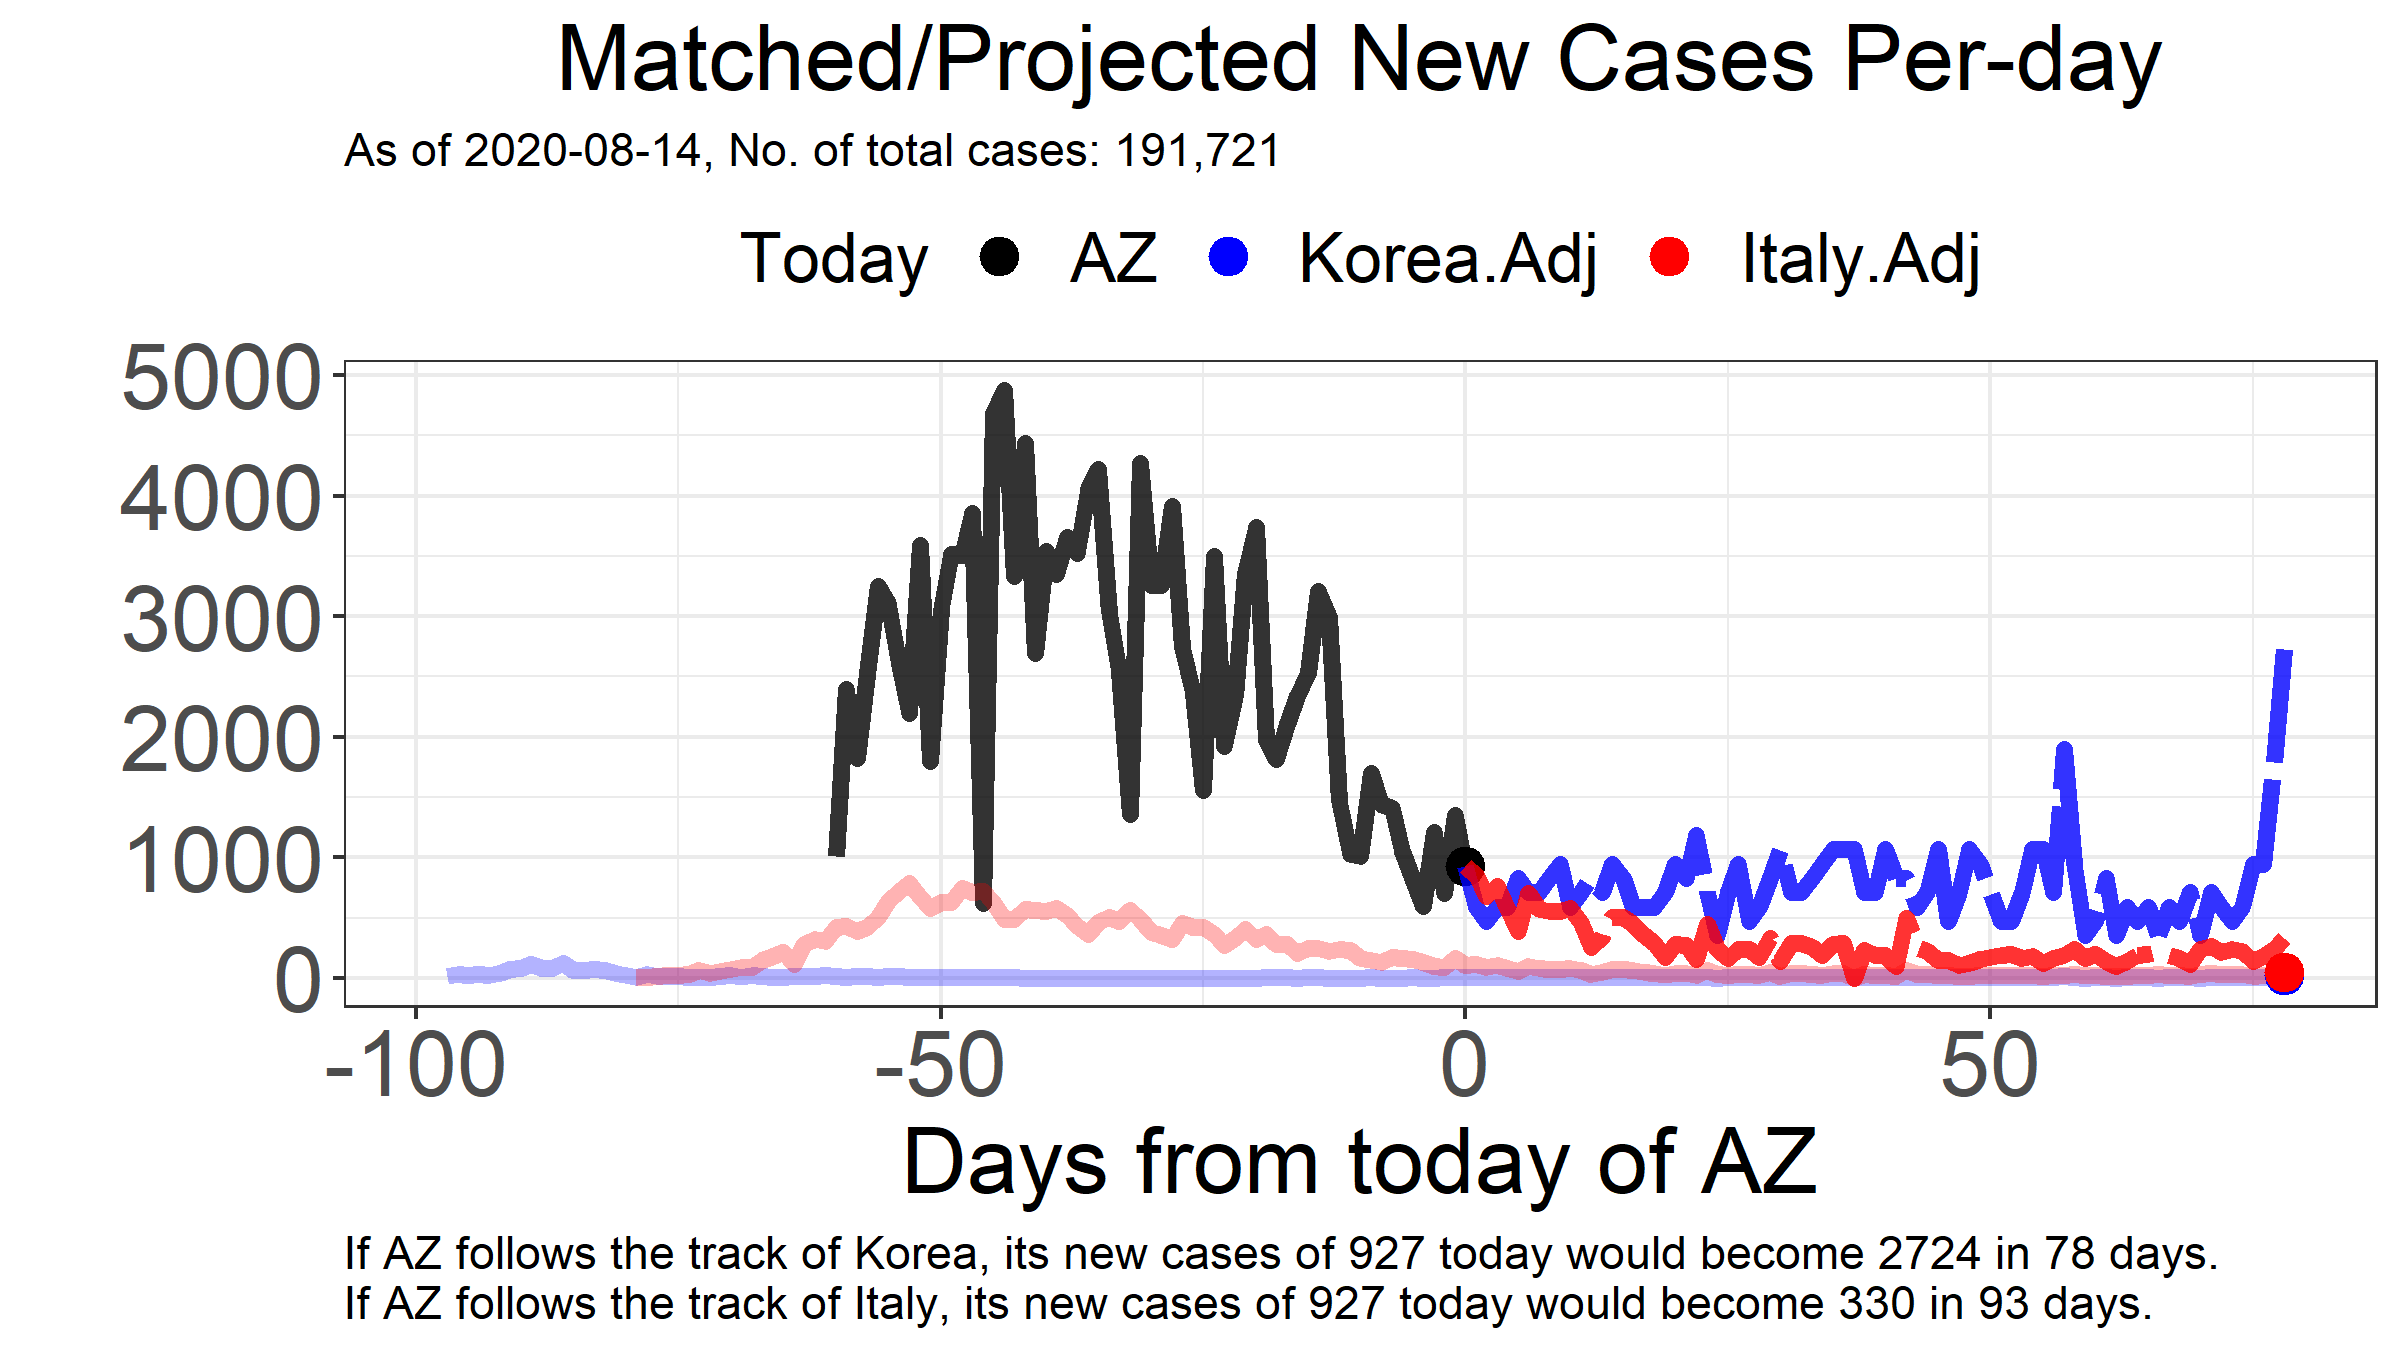 Matched/Projected New Cases Per-day
As of 2020-08-14, No. of total cases: 191,721
Today AZ Korea.Adj Italy.Adj
5000
4000
3000
2000
1000
0
-100 -50 0 50
Days from today of AZ
If AZ follows the track of Korea, its new cases of 927 today would become 2724 in 78 days.
If AZ follows the track of Italy, its new cases of 927 today would become 330 in 93 days.